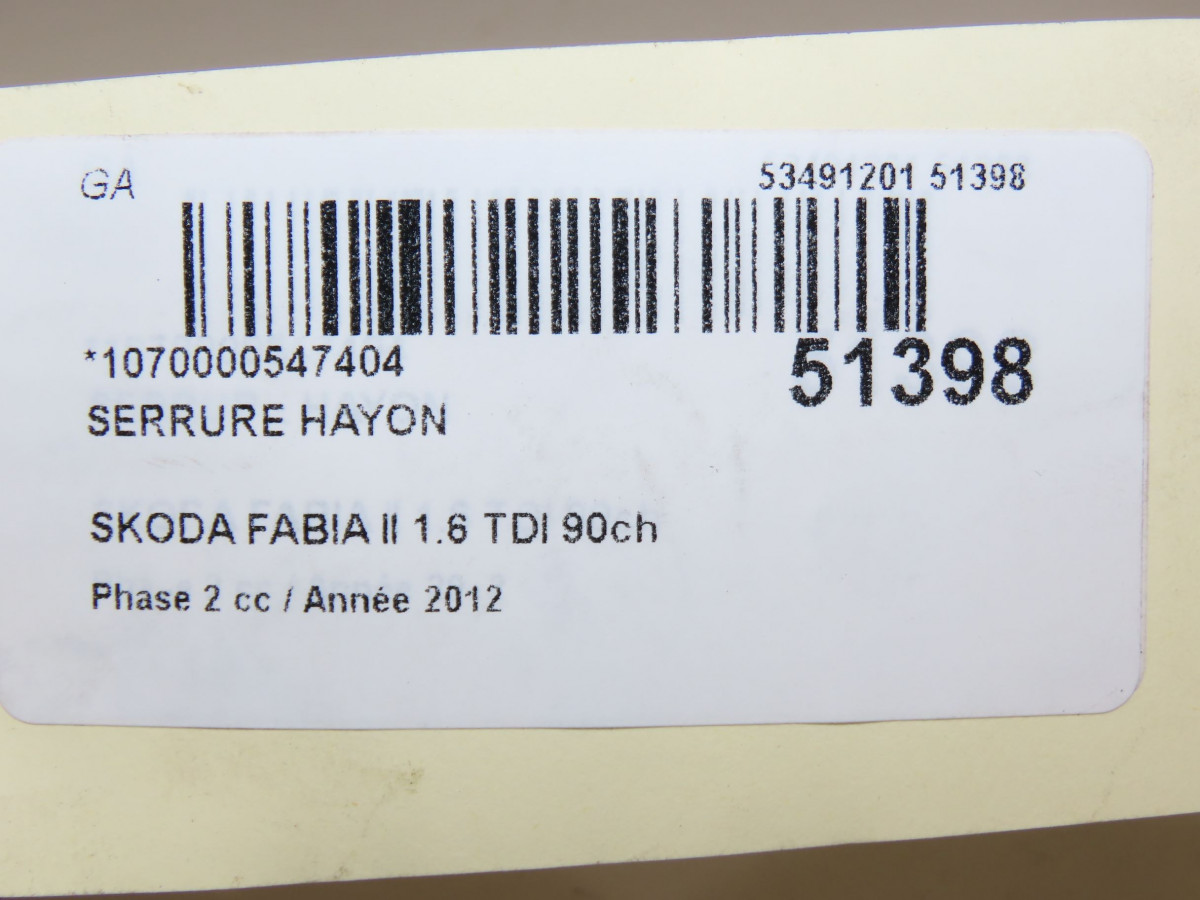 GA
53491201 51398
*1070000547404
51398
SERRURE HAYON
SKODA FABIA II 1.6 TDI 90ch
Phase 2 cc / Année 2012